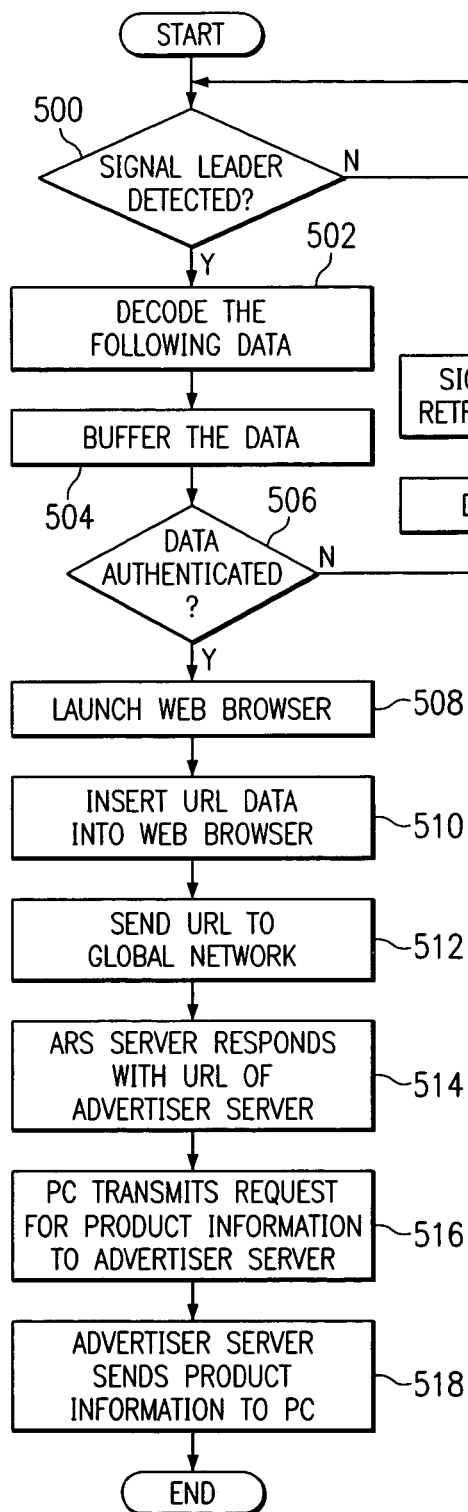 START
500
SIGNAL LEADER
DETECTED?
N
Y
502
DECODE THE
FOLLOWING DATA
BUFFER THE DATA
504
506
DATA
AUTHENTICATED
?
N
Y
LAUNCH WEB BROWSER
508
INSERT URL DATA
INTO WEB BROWSER
510
SEND URL TO
GLOBAL NETWORK
512
ARS SERVER RESPONDS
WITH URL OF
ADVERTISER SERVER
514
PC TRANSMITS REQUEST
FOR PRODUCT INFORMATION
TO ADVERTISER SERVER
516
ADVERTISER SERVER
SENDS PRODUCT
INFORMATION TO PC
518
END